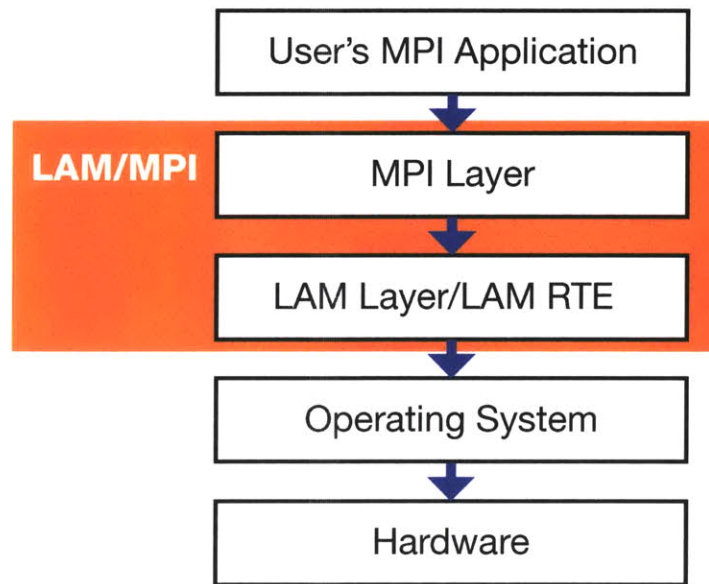 User's MPI Application
LAM/MPI
MPI Layer
LAM Layer/LAM RTE
Operating System
Hardware